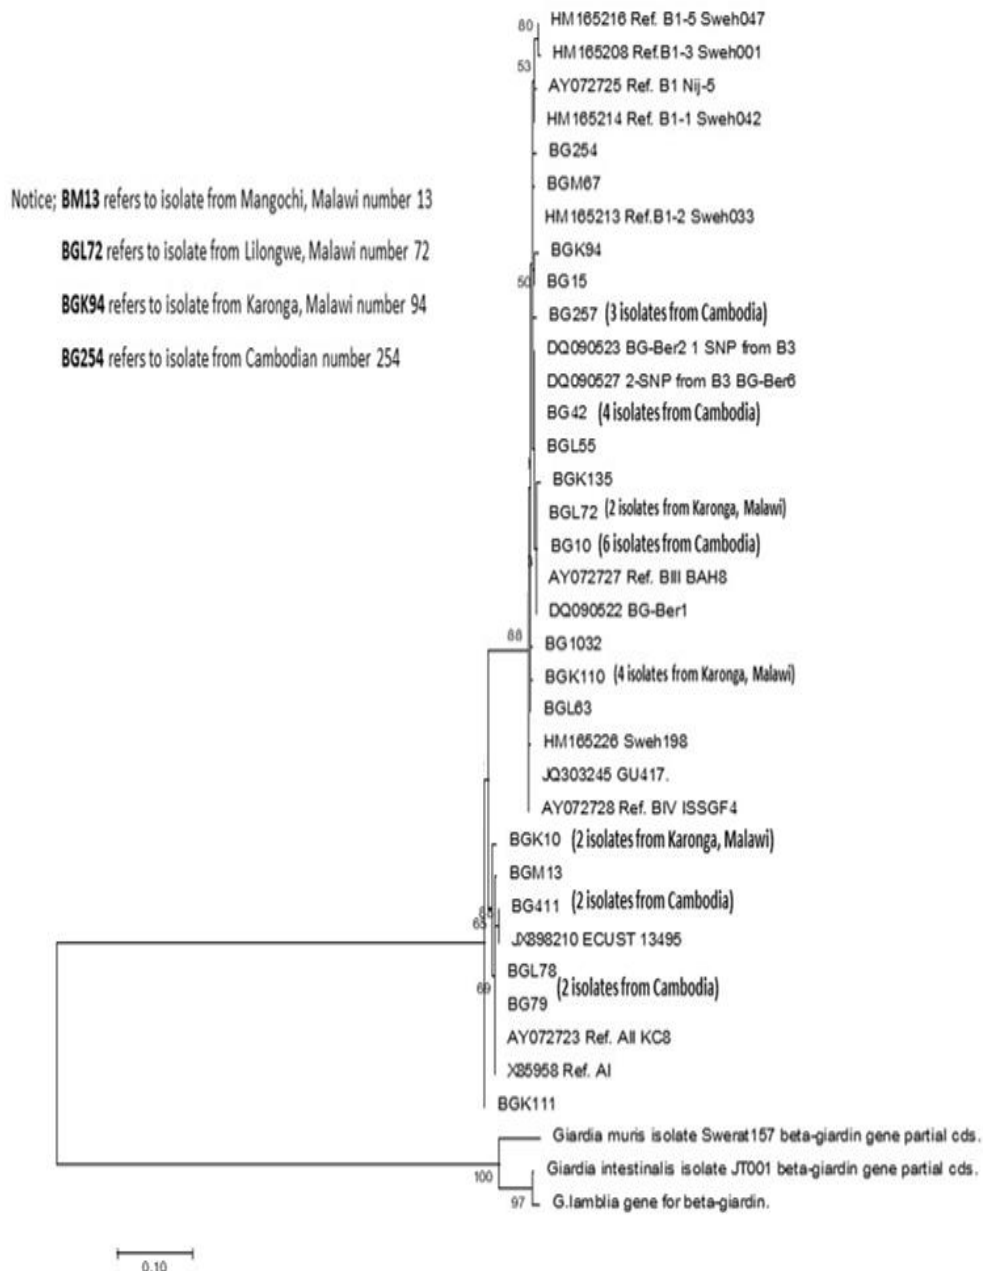 80
HM165216 Ref. B1-5 Sweh047
HM165208 Ref.B1-3 Sweh001
53
AY072725 Ref. B1 Nij-5
HM165214 Ref. B1-1 Sweh042
BG254
BGM67
Notice; BM13 refers to isolate from Mangochi, Malawi number 13
HM165213 Ref.B1-2 Sweh033
BGL72 refers to isolate from Lilongwe, Malawi number 72
BGK94
50
BG15
BGK94 refers to isolate from Karonga, Malawi number 94
BG257 (3 isolates from Cambodia)
DQ090523 BG-Ber2 1 SNP from B3
BG254 refers to isolate from Cambodian number 254
DQ090527 2-SNP from B3 BG-Ber6
BG42 (4 isolates from Cambodia)
BGL55
BGK135
BGL72 (2 isolates from Karonga, Malawi)
BG10 (6 isolates from Cambodia)
AY072727 Ref. BIII BAH8
DQ090522 BG-Ber1
88
BG1032
BGK110 (4 isolates from Karonga, Malawi)
BGL63
HM165226 Sweh198
JQ303245 GU417.
AY072728 Ref. BIV ISSGF4
BGK10 (2 isolates from Karonga, Malawi)
BGM13
BG411 (2 isolates from Cambodia)
65
JX898210 ECUST 13495
BGL78
69
(2 isolates from Cambodia)
BG79
AY072723 Ref. AII KC8
X85958 Ref. AI
BGK111
Giardia muris isolate Swerat157 beta-giardin gene partial cds.
100
Giardia intestinalis isolate JT001 beta-giardin gene partial cds.
97
G.lamblia gene for beta-giardin.
0.10